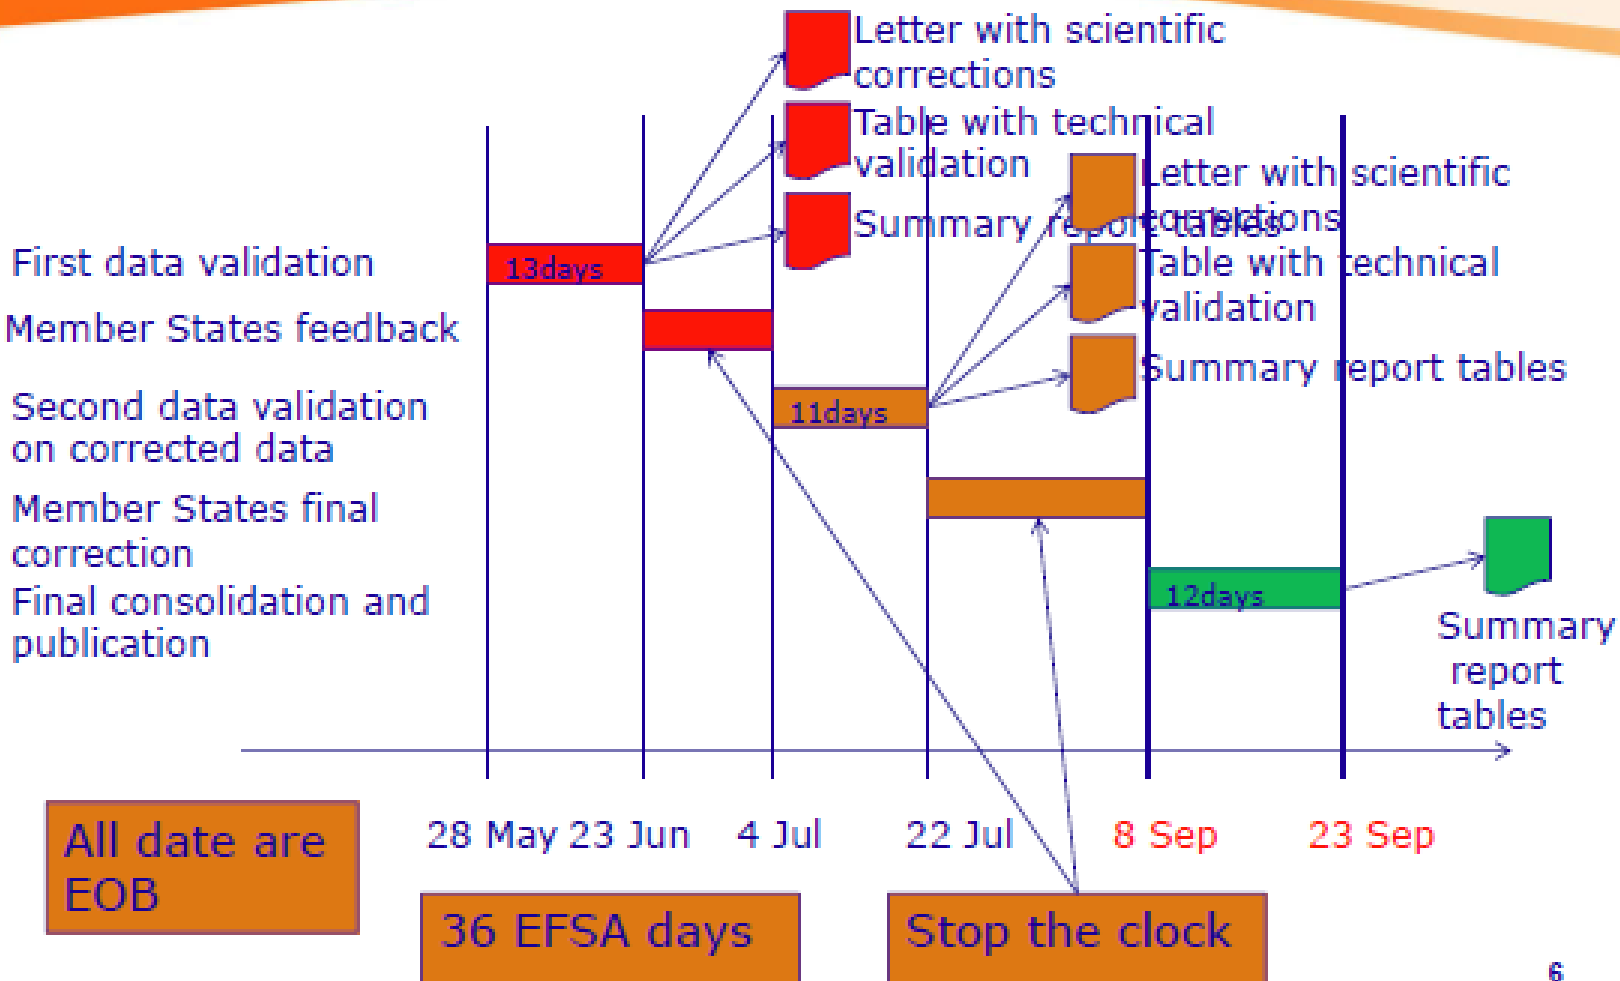 Letter with scientific
corrections
Table with technical
validation
Summary report tables
Letter with scientific
corrections
Table with technical
validation
Summary report tables
First data validation
13days
Member States feedback
Second data validation
on corrected data
11days
Member States final
correction
Final consolidation and
publication
12days
Summary
report
tables
28 May 23 Jun 4 Jul 22 Jul 8 Sep 23 Sep
All date are
EOB
36 EFSA days
Stop the clock
6